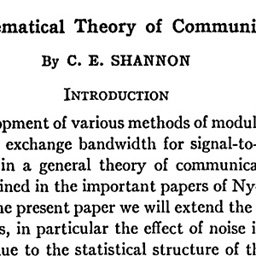 ematical Theory of Communi
By C. E. SHANNON
INTRODUCTION
opment of various methods of modul
exchange bandwidth for signal-to-
in a general theory of communica
ined in the important papers of Ny-
he present paper we will extend the
s, in particular the effect of noise i
ue to the statistical structure of th